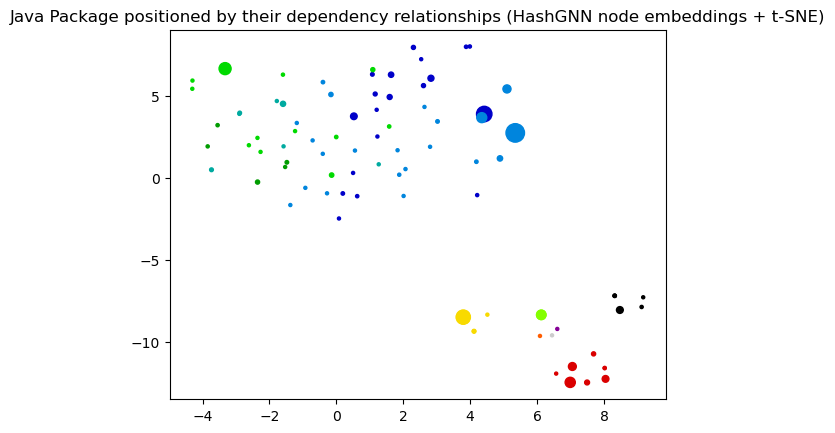 Java Package positioned by their dependency relationships (HashGNN node embeddings + t-SNE)
5
0
−5
−10
−4 −2 0 2 4 6 8